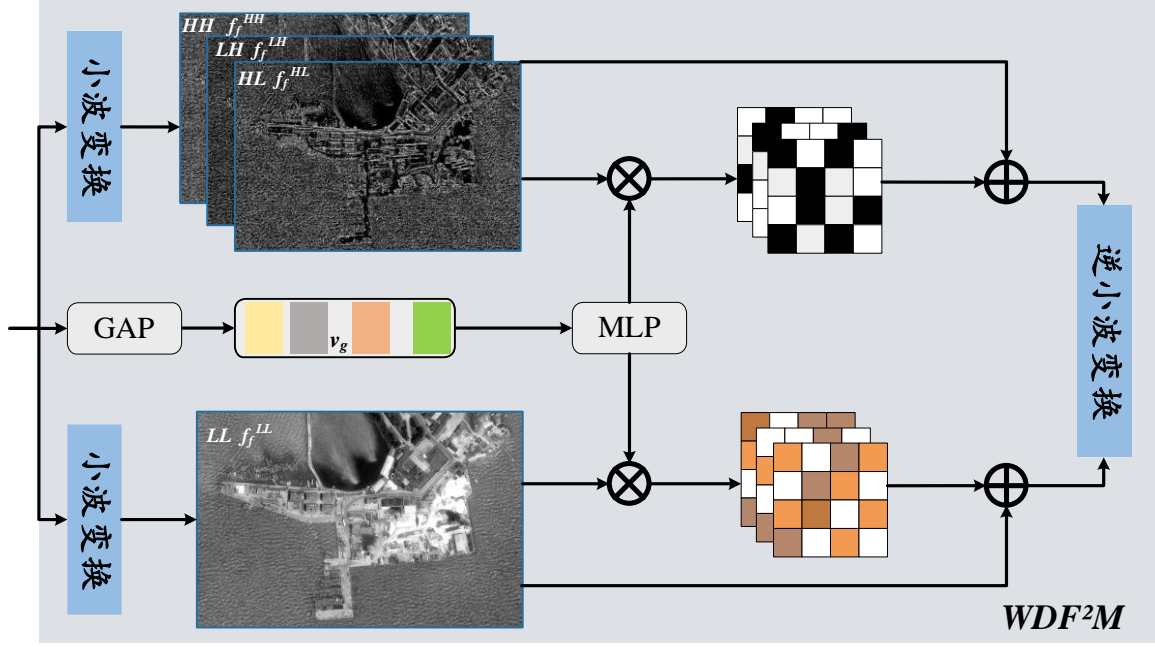 HH f_f^{HH}
LH f_f^{LH}
HL f_f^{HL}
小波变换
GAP
v_g
MLP
逆小波变换
小波变换
LL f_f^{LL}
WDF²M